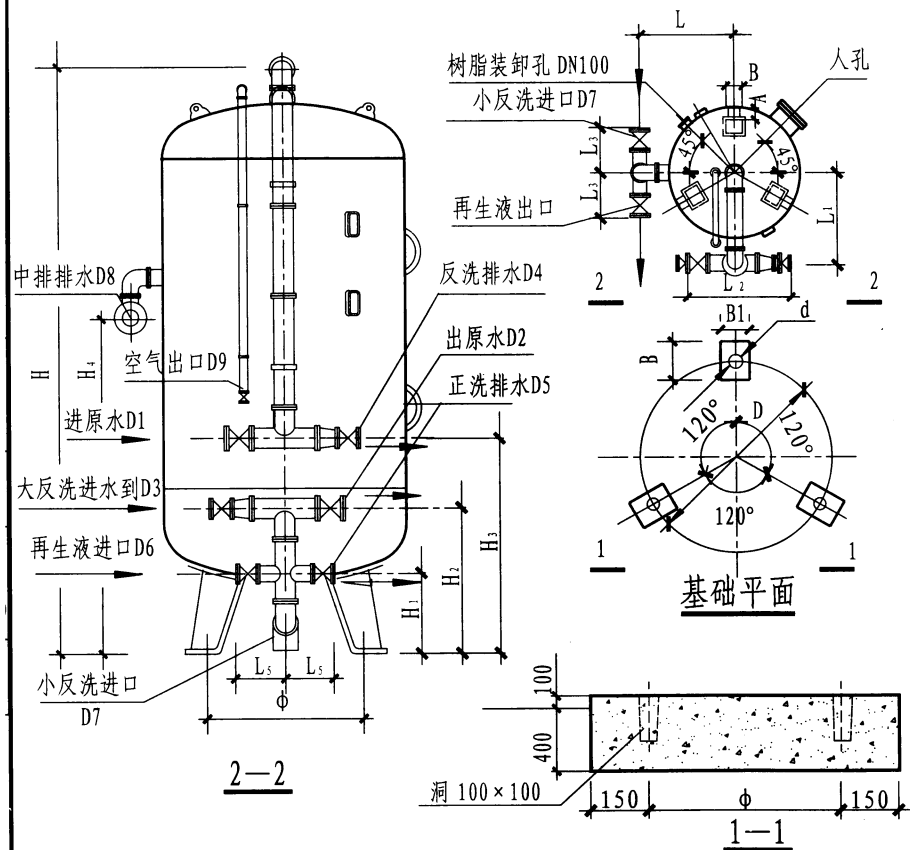 H
中排排水D8
H4
空气出口D9
进原水D1
大反洗进水到D3
再生液进口D6
小反洗进口
D7
反洗排水D4
出原水D2
正洗排水D5
H1
H2
H3
L5
L5
ϕ
2—2
L
树脂装卸孔 DN100
小反洗进口D7
再生液出口
人孔
B
A
45°
45°
L3
L3
L1
L2
2
2
B1
d
B
D
120°
120°
120°
1
1
基础平面
100
400
洞 100×100
150
ϕ
150
1—1